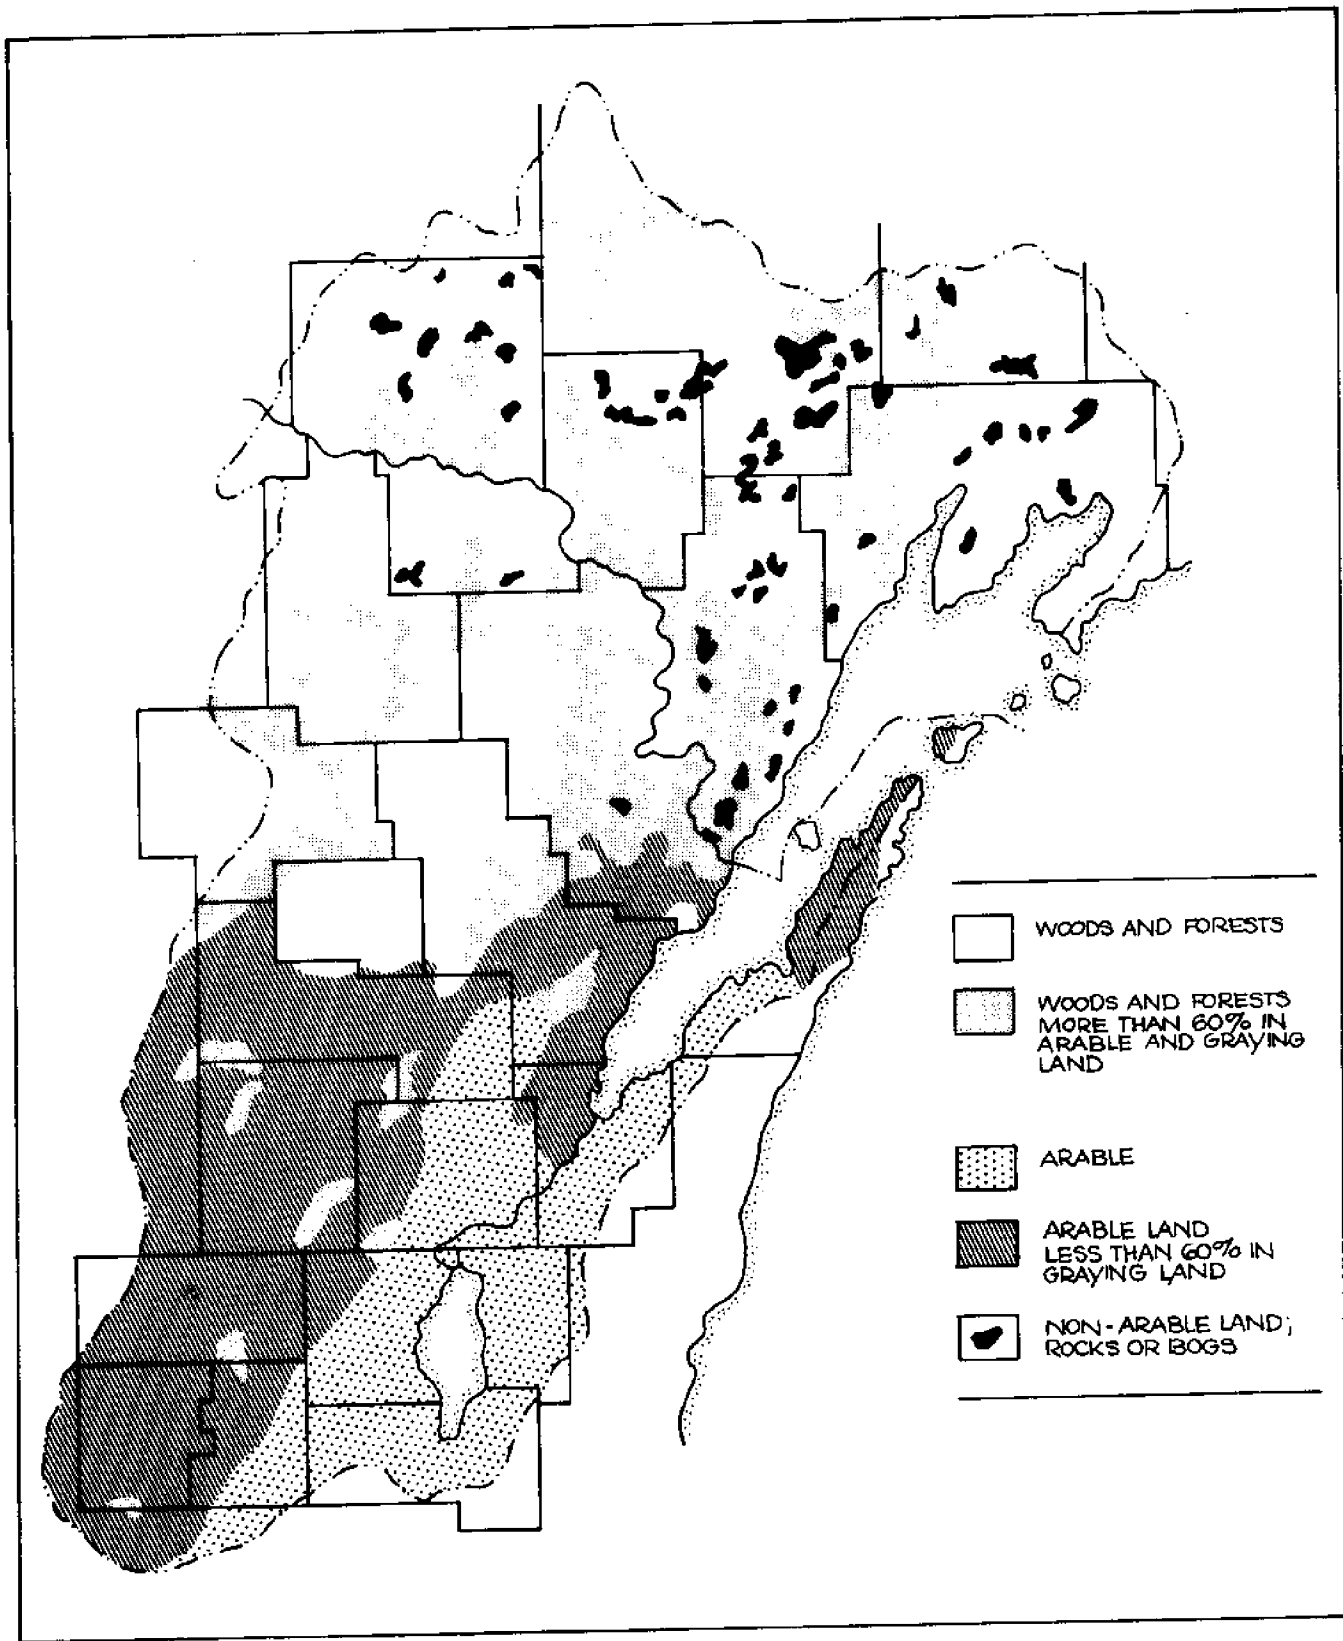 WOODS AND FORESTS
WOODS AND FORESTS
MORE THAN 60% IN
ARABLE AND GRAYING
LAND
ARABLE
ARABLE LAND
LESS THAN 60% IN
GRAYING LAND
NON-ARABLE LAND;
ROCKS OR BOGS